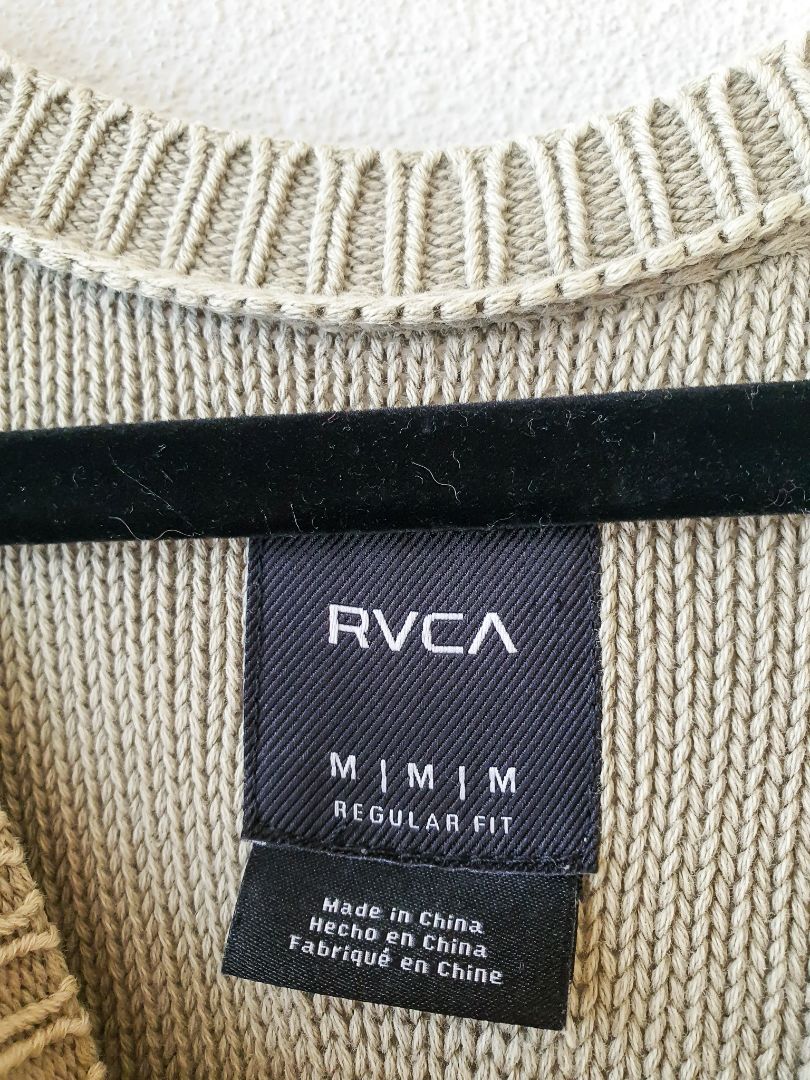 RVCA
M | M | M
REGULAR FIT
Made in China
Hecho en China
Fabriqué en Chine